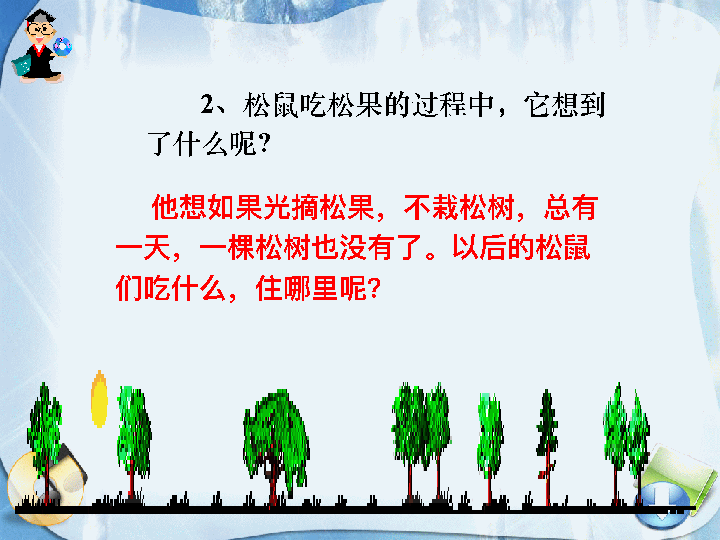 2、松鼠吃松果的过程中，它想到
了什么呢?
他想如果光摘松果，不栽松树，总有
一天，一棵松树也没有了。以后的松鼠
们吃什么，住哪里呢?